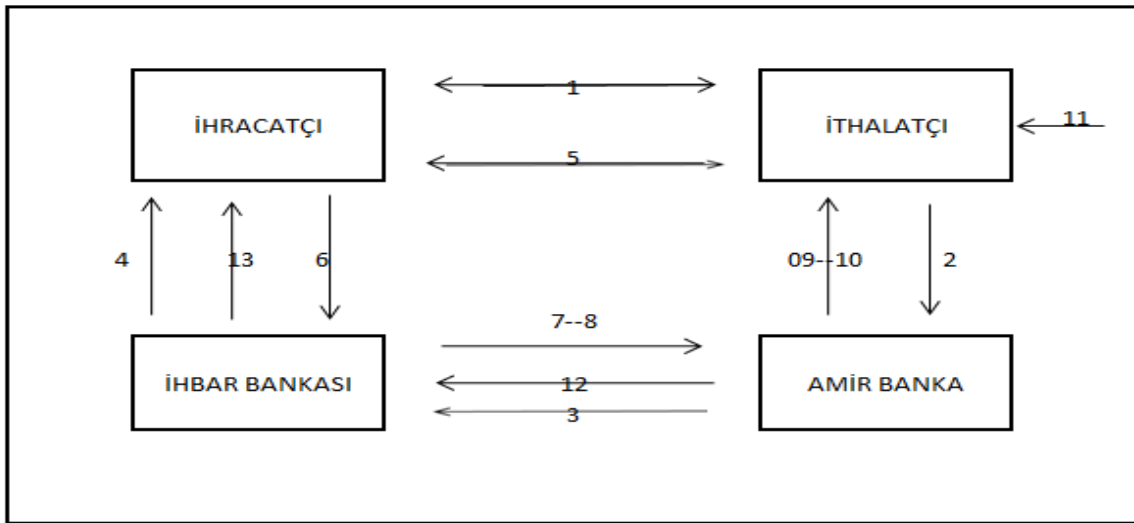 1
İHRACATÇI
İTHALATÇI
11
5
4
13
6
09--10
2
7--8
İHBAR BANKASI
12
AMİR BANKA
3